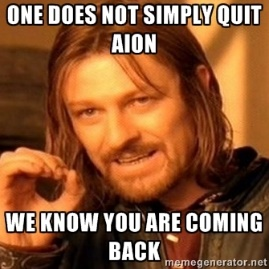 ONE DOES NOT SIMPLY QUIT
AION
WE KNOW YOU ARE COMING
BACK
memegenerator.net